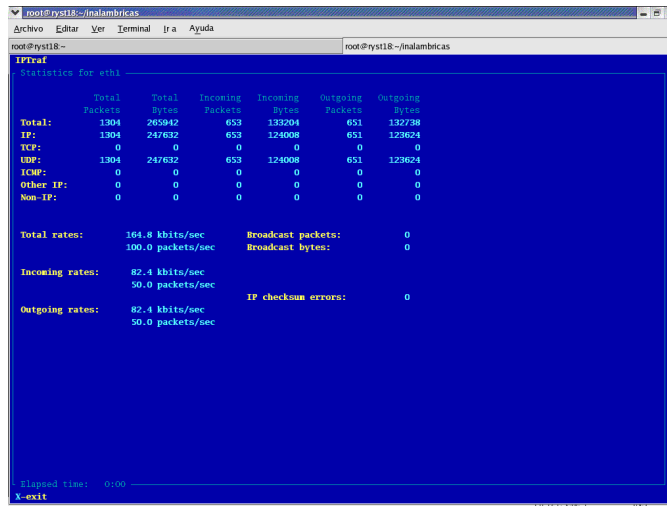 root@ryst18:~/inalambricas
Archivo Editar Ver Terminal Ir a Ayuda
root@ryst18:~ root@ryst18:~/inalambricas
IPTraf
Statistics for eth1
Total Total Incoming Incoming Outgoing Outgoing
Packets Bytes Packets Bytes Packets Bytes
Total: 1304 265942 653 133204 651 132738
IP: 1304 247632 653 124008 651 123624
TCP: 0 0 0 0 0 0
UDP: 1304 247632 653 124008 651 123624
ICMP: 0 0 0 0 0 0
Other IP: 0 0 0 0 0 0
Non-IP: 0 0 0 0 0 0
Total rates: 164.8 kbits/sec Broadcast packets: 0
100.0 packets/sec Broadcast bytes: 0
Incoming rates: 82.4 kbits/sec
50.0 packets/sec
IP checksum errors: 0
Outgoing rates: 82.4 kbits/sec
50.0 packets/sec
Elapsed time: 0:00
X-exit